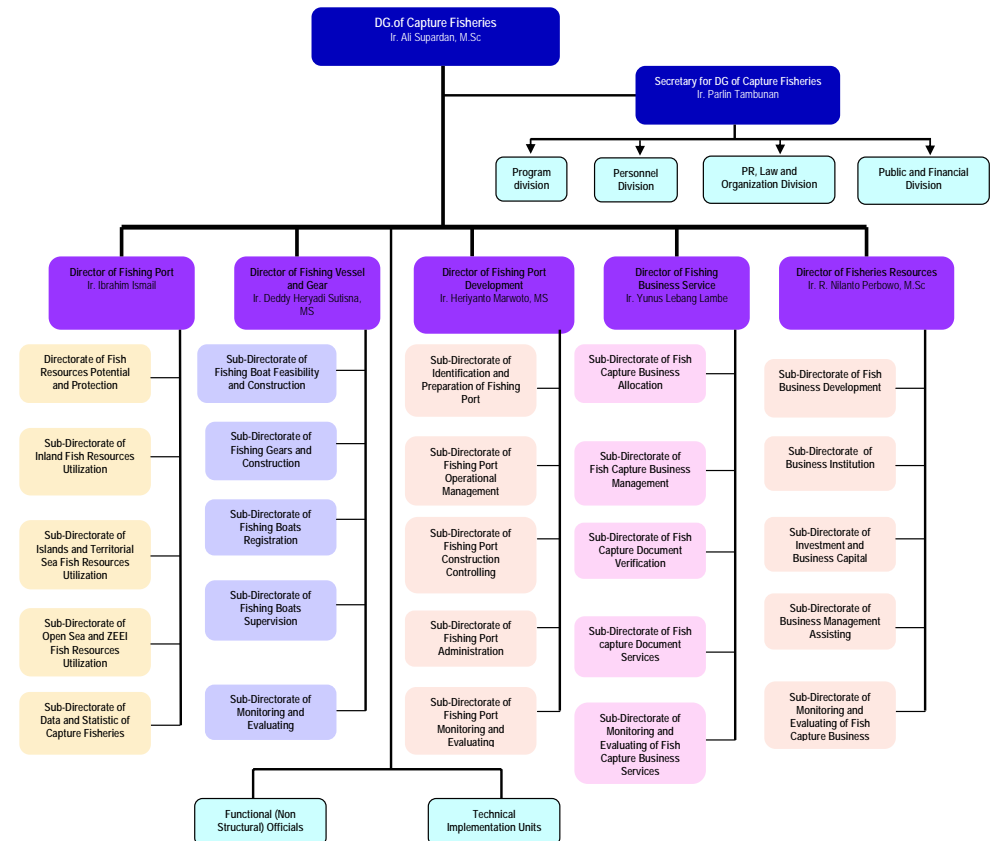 DG.of Capture Fisheries
Ir. Ali Supardan, M.Sc
Secretary for DG of Capture Fisheries
Ir. Parlin Tambunan
Program
division
Personnel
Division
PR, Law and
Organization Division
Public and Financial
Division
Director of Fishing Port
Ir. Ibrahim Ismail
Director of Fishing Vessel
and Gear
Ir. Deddy Heryadi Sutisna,
MS
Director of Fishing Port
Development
Ir. Heriyanto Marwoto, MS
Director of Fishing
Business Service
Ir. Yunus Lebang Lambe
Director of Fisheries Resources
Ir. R. Nilanto Perbowo, M.Sc
Directorate of Fish
Resources Potential
and Protection
Sub-Directorate of
Inland Fish Resources
Utilization
Sub-Directorate of
Islands and Territorial
Sea Fish Resources
Utilization
Sub-Directorate of
Open Sea and ZEEI
Fish Resources
Utilization
Sub-Directorate of
Data and Statistic of
Capture Fisheries
Sub-Directorate of
Fishing Boat Feasibility
and Construction
Sub-Directorate of
Fishing Gears and
Construction
Sub-Directorate of
Fishing Boats
Registration
Sub-Directorate of
Fishing Boats
Supervision
Sub-Directorate of
Monitoring and
Evaluating
Sub-Directorate of
Identification and
Preparation of Fishing
Port
Sub-Directorate of
Fishing Port
Operational
Management
Sub-Directorate of
Fishing Port
Construction
Controlling
Sub-Directorate of
Fishing Port
Administration
Sub-Directorate of
Fishing Port
Monitoring and
Evaluating
Sub-Directorate of Fish
Capture Business
Allocation
Sub-Directorate of
Fish Capture Business
Management
Sub-Directorate of Fish
Capture Document
Verification
Sub-Directorate of Fish
capture Document
Services
Sub-Directorate of
Monitoring and
Evaluating of Fish
Capture Business
Services
Sub-Directorate of Fish
Business Development
Sub-Directorate of
Business Institution
Sub-Directorate of
Investment and
Business Capital
Sub-Directorate of
Business Management
Assisting
Sub-Directorate of
Monitoring and
Evaluating of Fish
Capture Business
Functional (Non
Structural) Officials
Technical
Implementation Units